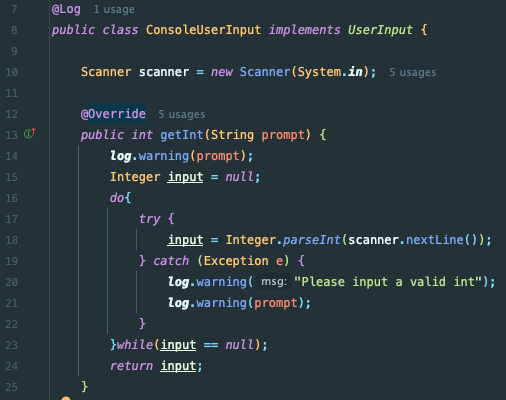 7 @Log 1 usage
8 public class ConsoleUserInput implements UserInput {
9
10 Scanner scanner = new Scanner(System.in); 5 usages
11
12 @Override 5 usages
13 public int getInt(String prompt) {
14 log.warning(prompt);
15 Integer input = null;
16 do{
17 try {
18 input = Integer.parseInt(scanner.nextLine());
19 } catch (Exception e) {
20 log.warning( msg: "Please input a valid int");
21 log.warning(prompt);
22 }
23 }while(input == null);
24 return input;
25 }